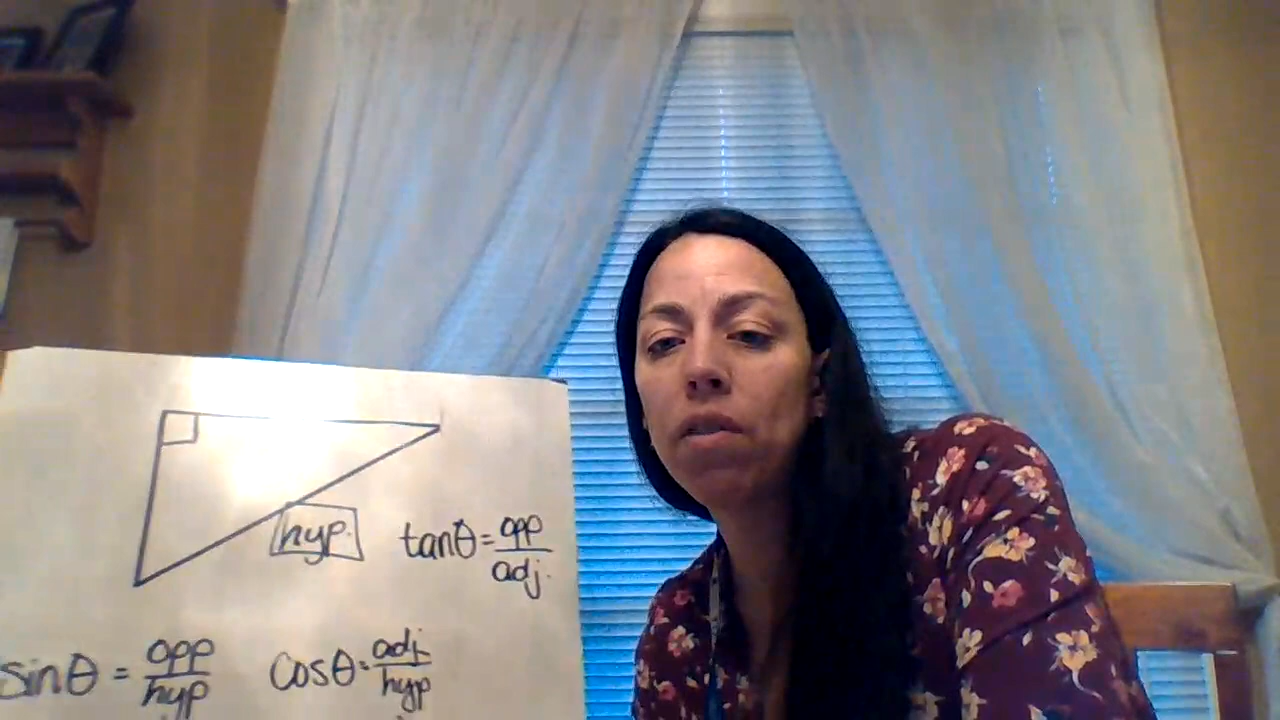 hyp.
tanθ = opp/adj.
sinθ = opp/hyp
cosθ = adj./hyp